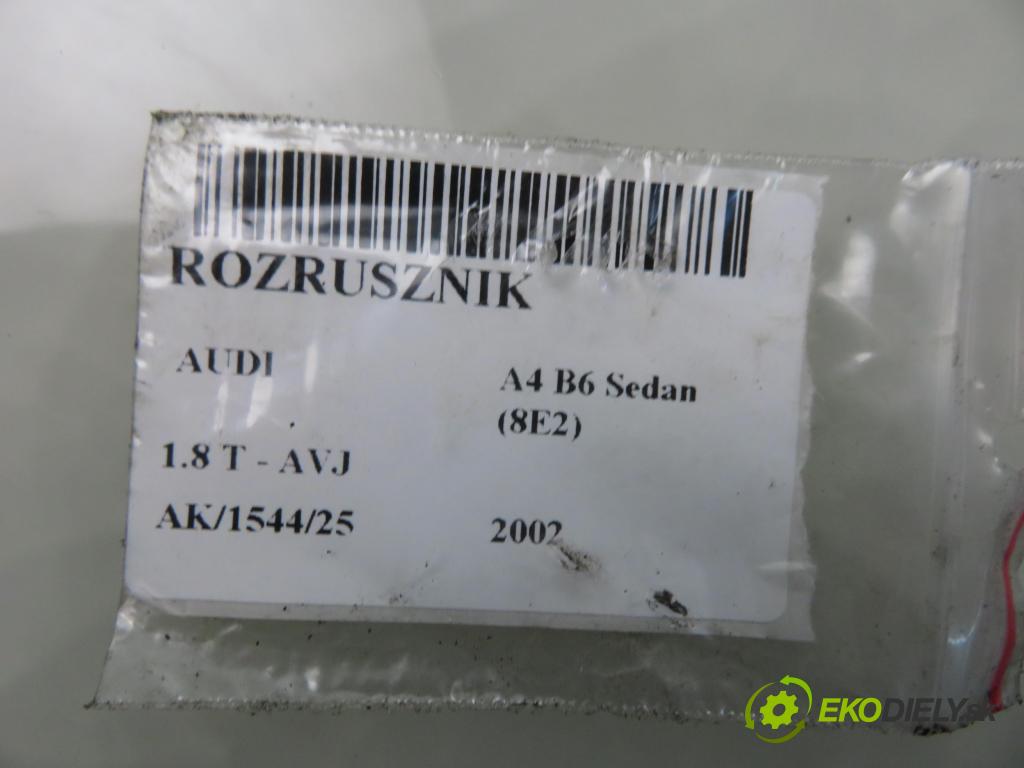 ROZRUSZNIK
AUDI
A4 B6 Sedan
(8E2)
1.8 T - AVJ
AK/1544/25
2002
EKODIELY.sk